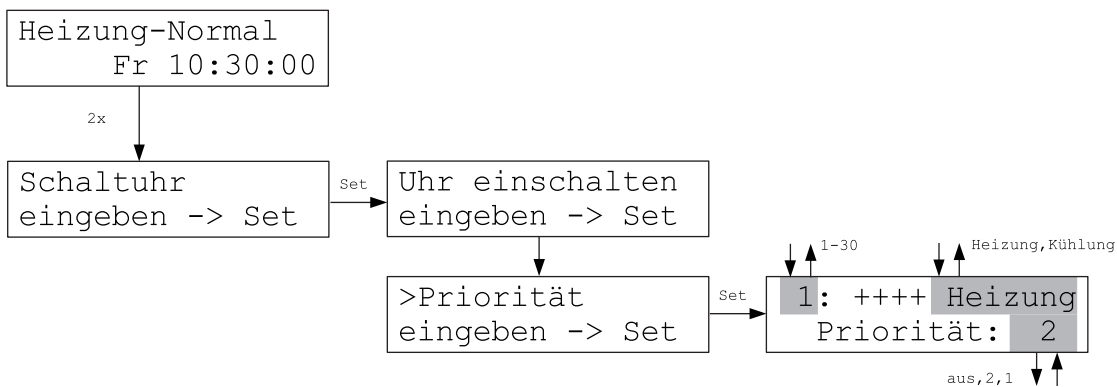 Heizung-Normal
Fr 10:30:00
2x
Schaltuhr
eingeben -> Set
Set
Uhr einschalten
eingeben -> Set
>Priorität
eingeben -> Set
Set
1-30
Heizung,Kühlung
1: ++++ Heizung
Priorität: 2
aus,2,1